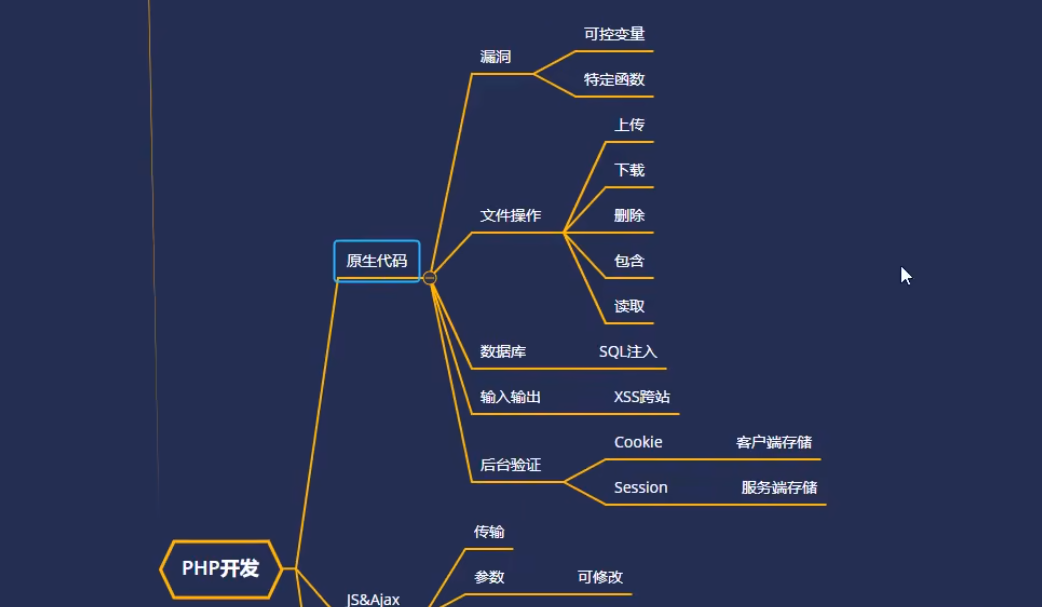 可控变量
漏洞
特定函数
上传
下载
文件操作
删除
原生代码
包含
读取
数据库 SQL注入
输入输出 XSS跨站
Cookie 客户端存储
后台验证
Session 服务端存储
传输
PHP开发
参数 可修改
JS&Ajax